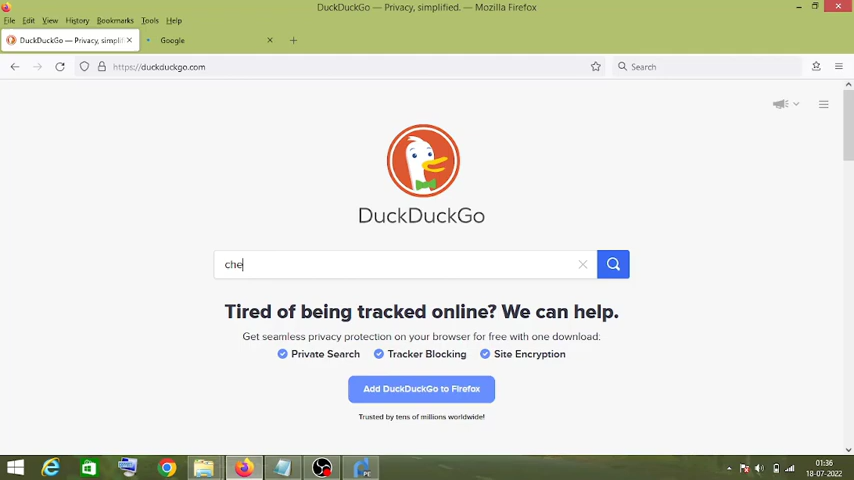 DuckDuckGo — Privacy, simplified. — Mozilla Firefox
File Edit View History Bookmarks Tools Help
DuckDuckGo — Privacy, simplif
Google
https://duckduckgo.com
Search
DuckDuckGo
che
Tired of being tracked online? We can help.
Get seamless privacy protection on your browser for free with one download:
Private Search Tracker Blocking Site Encryption
Add DuckDuckGo to Firefox
Trusted by tens of millions worldwide!
PE
01:36
18-07-2022